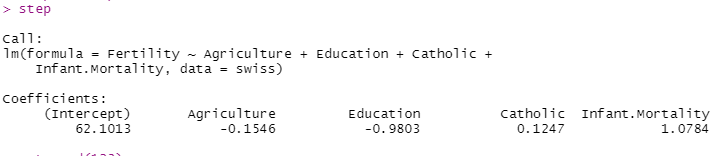 > step
Call:
lm(formula = Fertility ~ Agriculture + Education + Catholic +
    Infant.Mortality, data = swiss)
Coefficients:
     (Intercept)       Agriculture         Education          Catholic  Infant.Mortality
         62.1013           -0.1546           -0.9803            0.1247            1.0784